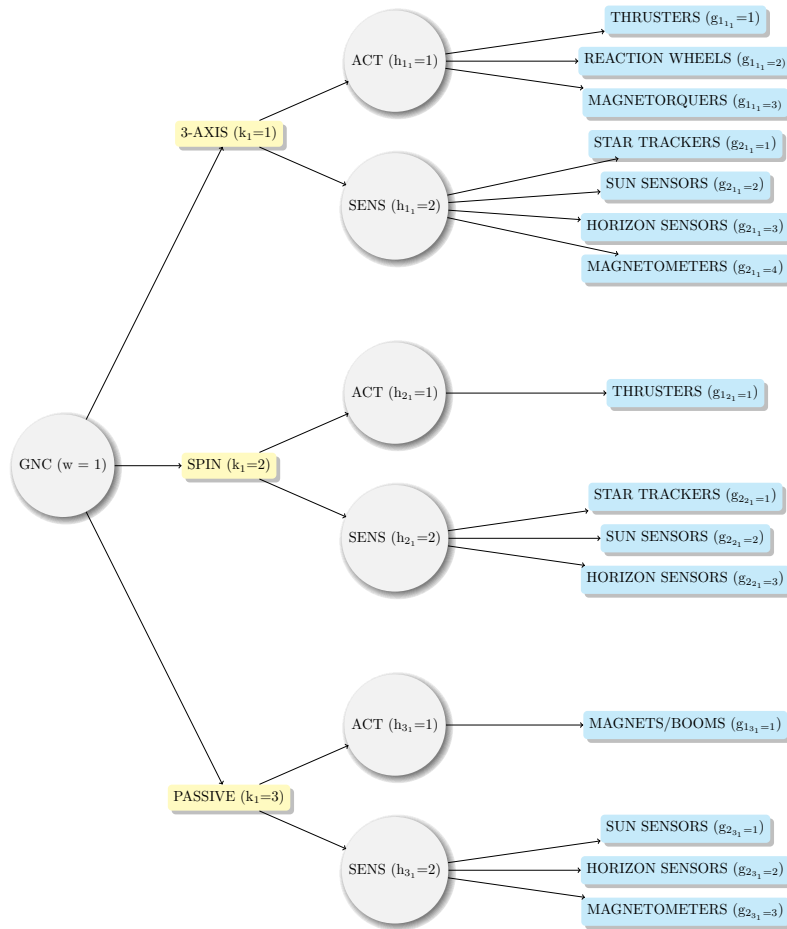 THRUSTERS (g₁₁₁=1)
ACT (h₁₁=1)
REACTION WHEELS (g₁₁₁=2)
MAGNETORQUERS (g₁₁₁=3)
3-AXIS (k₁=1)
STAR TRACKERS (g₂₁₁=1)
SUN SENSORS (g₂₁₁=2)
SENS (h₁₁=2)
HORIZON SENSORS (g₂₁₁=3)
MAGNETOMETERS (g₂₁₁=4)
ACT (h₂₁=1)
THRUSTERS (g₁₂₁=1)
GNC (w = 1)
SPIN (k₁=2)
STAR TRACKERS (g₂₂₁=1)
SENS (h₂₁=2)
SUN SENSORS (g₂₂₁=2)
HORIZON SENSORS (g₂₂₁=3)
ACT (h₃₁=1)
MAGNETS/BOOMS (g₁₃₁=1)
PASSIVE (k₁=3)
SUN SENSORS (g₂₃₁=1)
SENS (h₃₁=2)
HORIZON SENSORS (g₂₃₁=2)
MAGNETOMETERS (g₂₃₁=3)